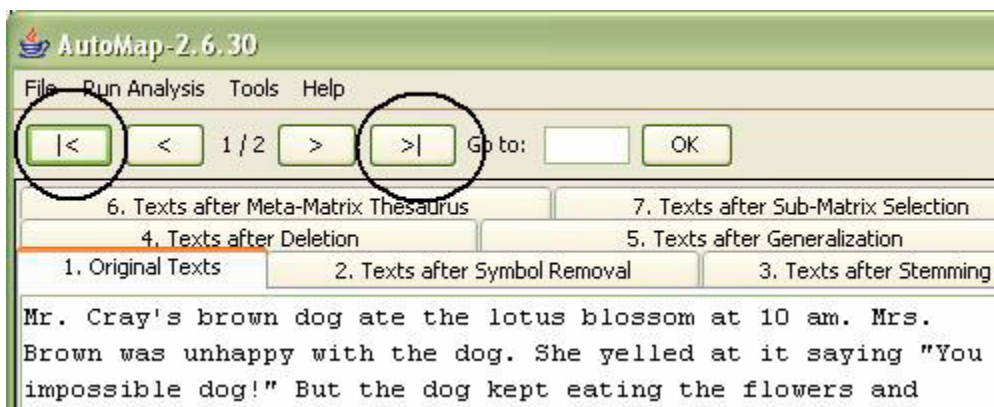 AutoMap-2.6.30
File Run Analysis Tools Help
|< < 1 / 2 > >| Go to: OK
6. Texts after Meta-Matrix Thesaurus 7. Texts after Sub-Matrix Selection
4. Texts after Deletion 5. Texts after Generalization
1. Original Texts 2. Texts after Symbol Removal 3. Texts after Stemming
Mr. Cray's brown dog ate the lotus blossom at 10 am. Mrs.
Brown was unhappy with the dog. She yelled at it saying "You
impossible dog!" But the dog kept eating the flowers and